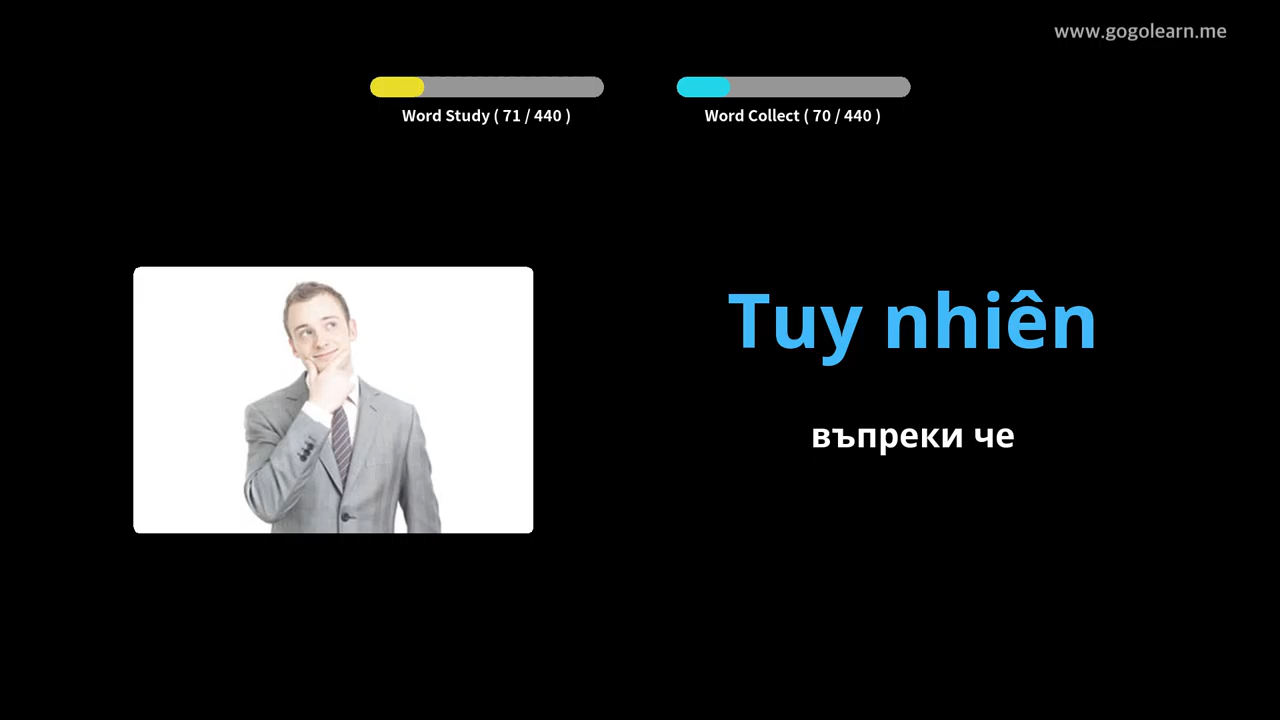 www.gogolearn.me
Word Study ( 71 / 440 )
Word Collect ( 70 / 440 )
Tuy nhiên
въпреки че